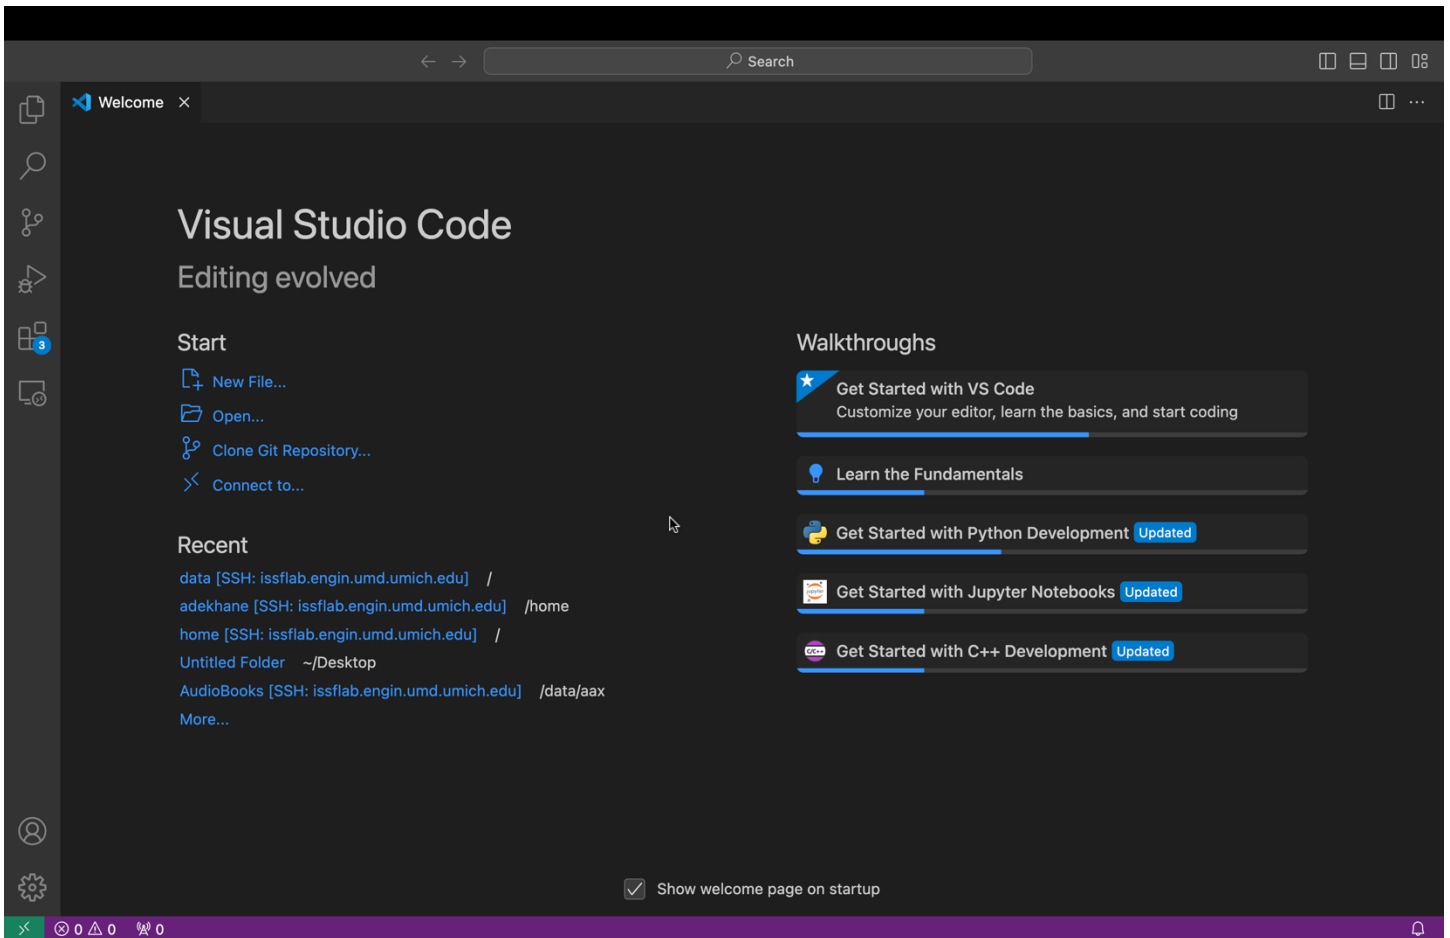 Search
Welcome
Visual Studio Code
Editing evolved
Start
New File...
Open...
Clone Git Repository...
Connect to...
Recent
data [SSH: issflab.engin.umd.umich.edu] /
adekhane [SSH: issflab.engin.umd.umich.edu] /home
home [SSH: issflab.engin.umd.umich.edu] /
Untitled Folder ~/Desktop
AudioBooks [SSH: issflab.engin.umd.umich.edu] /data/aax
More...
Walkthroughs
Get Started with VS Code
Customize your editor, learn the basics, and start coding
Learn the Fundamentals
Get Started with Python Development Updated
jupyter
Get Started with Jupyter Notebooks Updated
C/C++
Get Started with C++ Development Updated
3
Show welcome page on startup
0 0 0